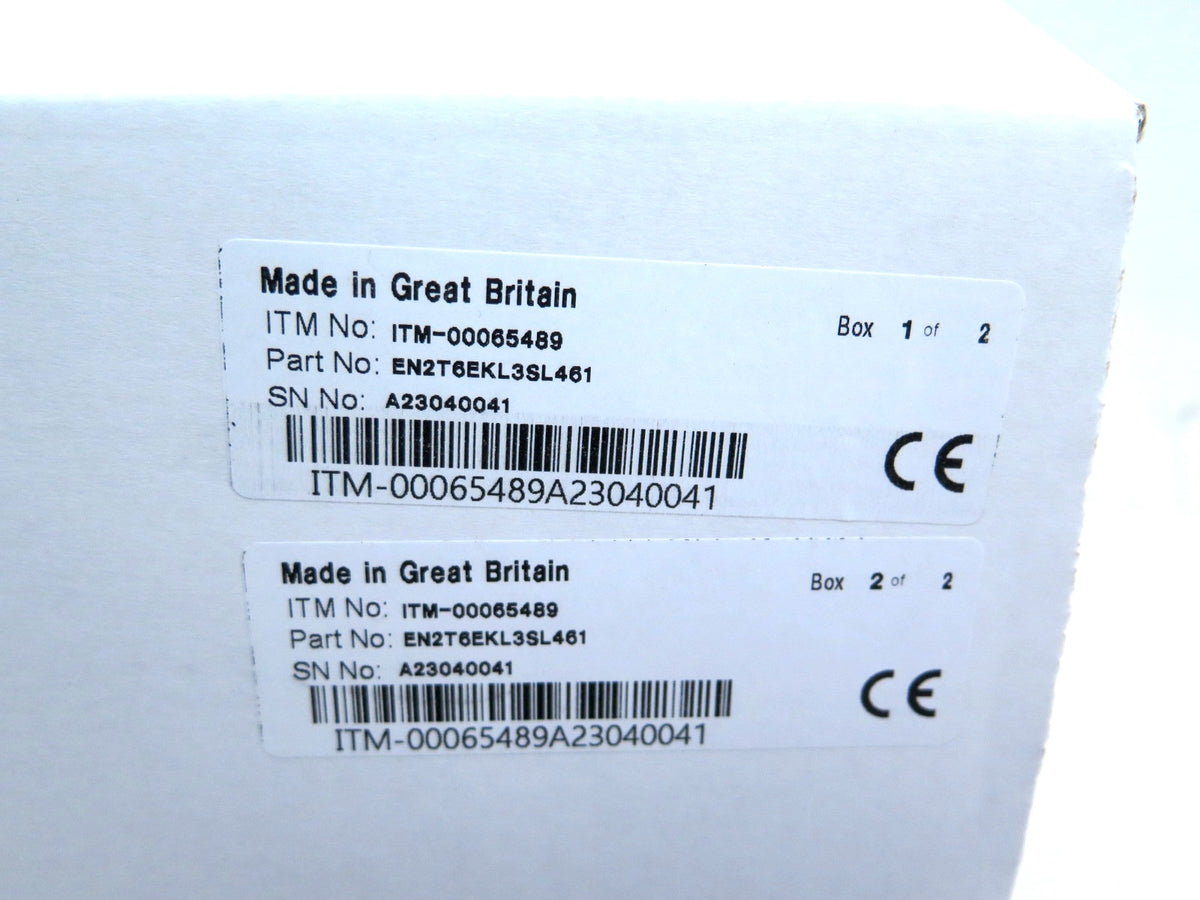 Made in Great Britain
ITM No: ITM-00065489
Box 1 of 2
Part No: EN2T6EKL3SL461
SN No: A23040041
ITM-00065489A23040041
CE
Made in Great Britain
Box 2 of 2
ITM No: ITM-00065489
Part No: EN2T6EKL3SL461
SN No: A23040041
ITM-00065489A23040041
CE